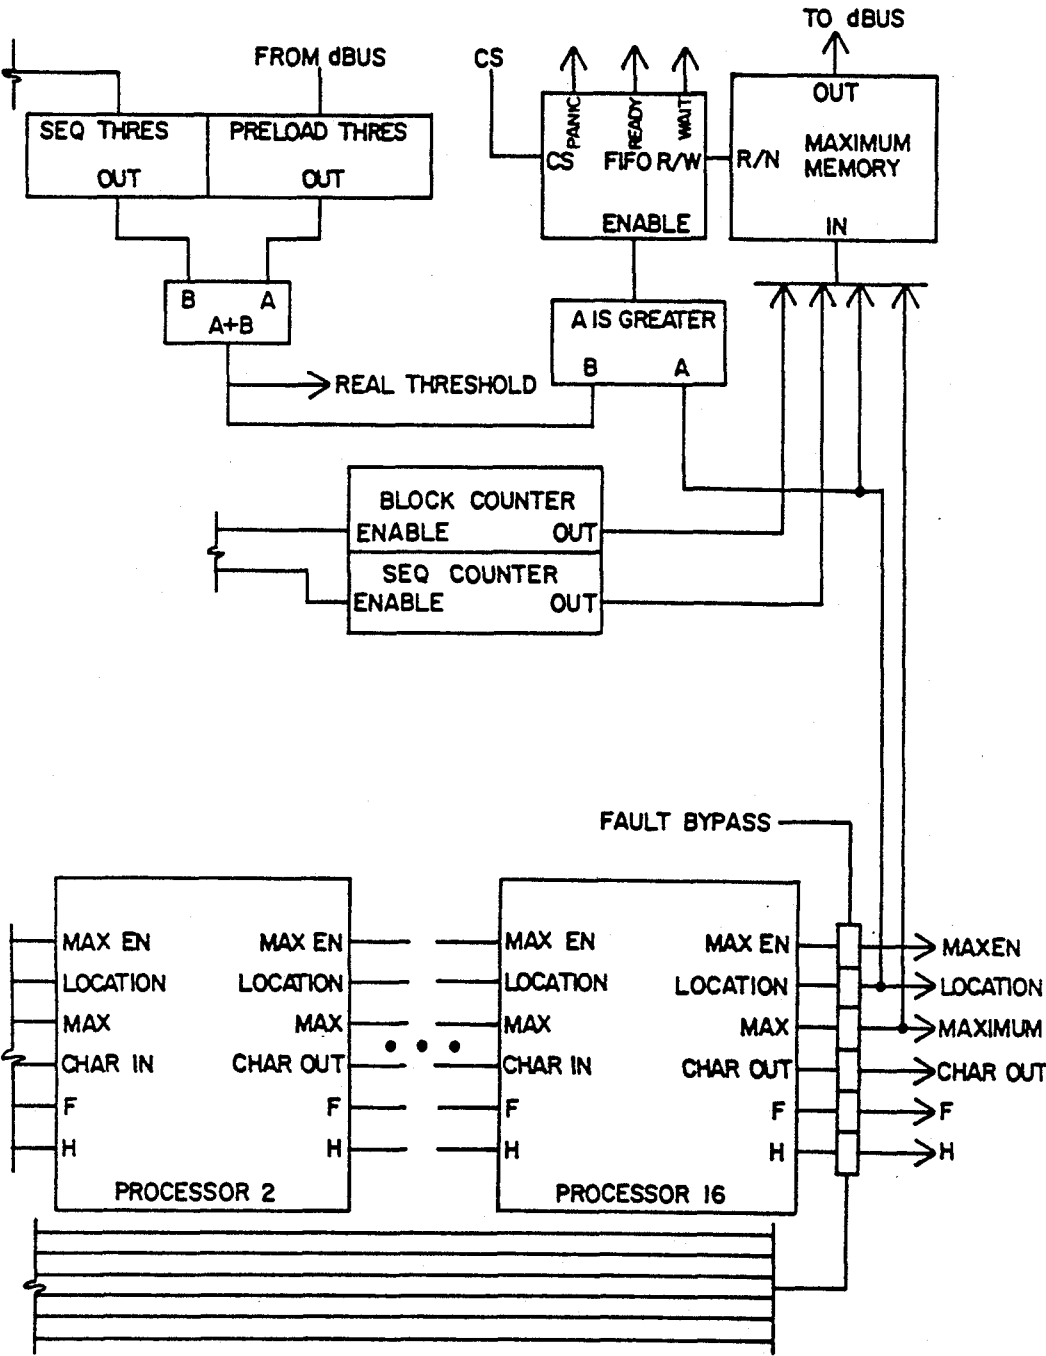 TO dBUS
FROM dBUS
CS
OUT
SEQ THRES
PRELOAD THRES
PANIC
READY
WAIT
MAXIMUM
MEMORY
CS
FIFO R/W
R/N
OUT
OUT
ENABLE
IN
B
A
A+B
A IS GREATER
B
A
REAL THRESHOLD
BLOCK COUNTER
ENABLE
OUT
SEQ COUNTER
ENABLE
OUT
FAULT BYPASS
MAX EN
MAX EN
MAX EN
MAX EN
MAXEN
LOCATION
LOCATION
LOCATION
LOCATION
LOCATION
MAX
MAX
MAX
MAX
MAXIMUM
CHAR IN
CHAR OUT
CHAR IN
CHAR OUT
CHAR OUT
F
F
F
F
F
H
H
H
H
H
PROCESSOR 2
PROCESSOR 16